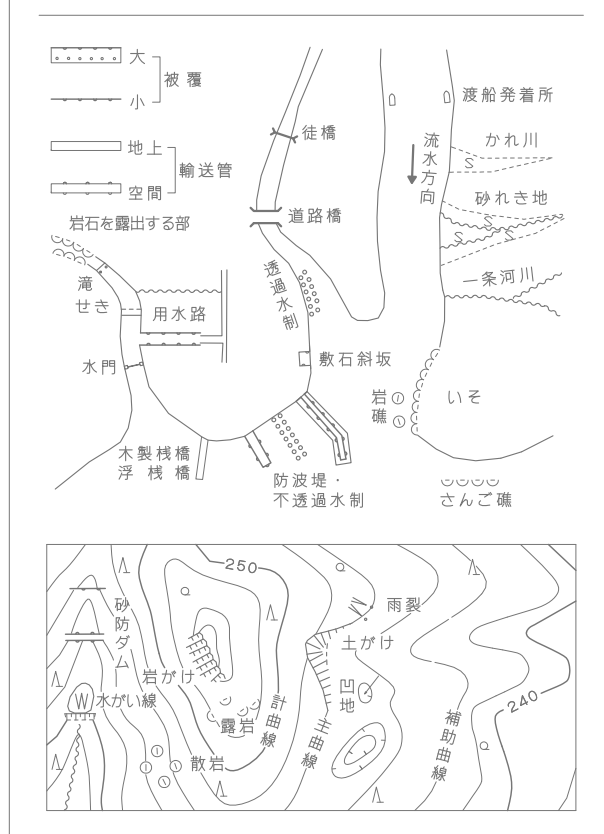 大
被覆
小
地上
輸送管
空間
岩石を露出する部
滝
せき
用水路
水門
木製桟橋
浮桟橋
徒橋
道路橋
透過水制
敷石斜坂
防波堤・
不透過水制
渡船発着所
流水方向
かれ川
砂れき地
一条河川
岩礁
いそ
さんご礁
250
砂防ダム
雨裂
土がけ
岩がけ
水がい線
凹地
露岩
計曲線
主曲線
補助曲線
240
散岩